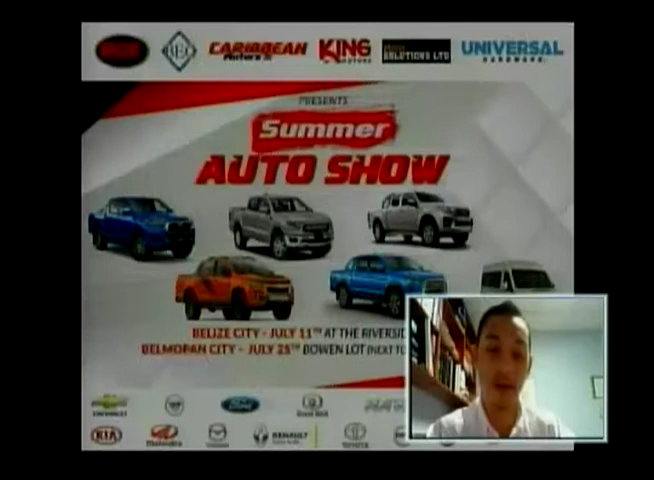 BEC
CARIBBEAN
Motors
KING
MOTORS
SOLUTIONS LTD
UNIVERSAL
HARDWARE
PRESENTS
Summer
AUTO SHOW
BELIZE CITY - JULY 11TH AT THE RIVERSID
BELMOPAN CITY - JULY 25TH BOWEN LOT (NEXT TO
CHEVROLET
Ford
KIA
Mahindra
RENAULT
TOYOTA